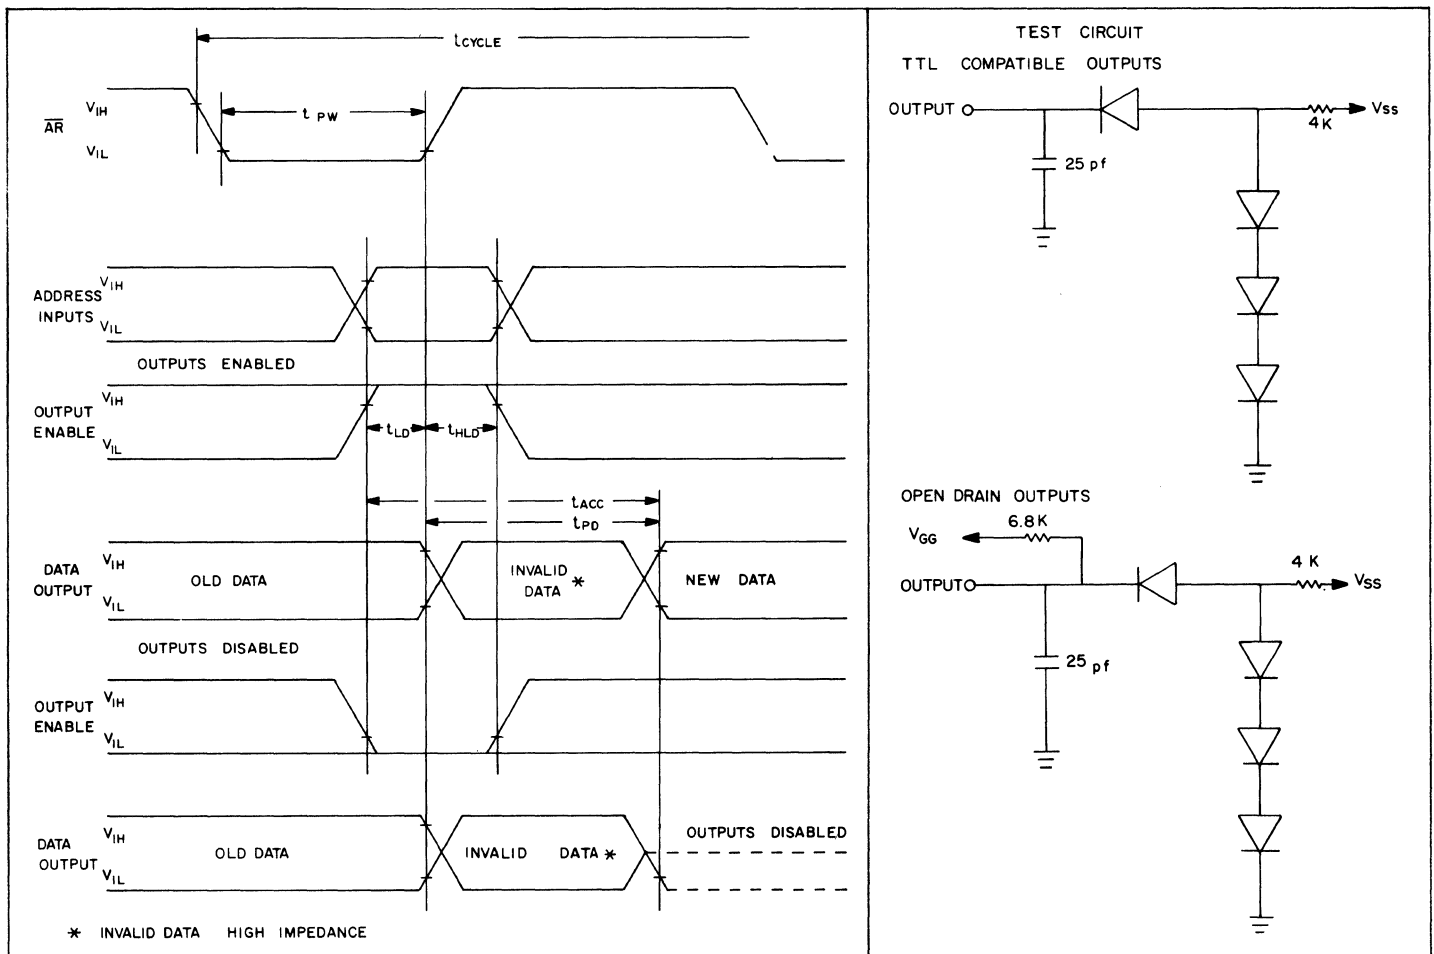 tCYCLE
VIH
t PW
AR
VIL
VIH
ADDRESS
INPUTS
VIL
OUTPUTS ENABLED
VIH
OUTPUT
ENABLE
tLD
tHLD
VIL
tACC
tPD
VIH
DATA
OUTPUT
OLD DATA
INVALID
DATA *
NEW DATA
VIL
OUTPUTS DISABLED
VIH
OUTPUT
ENABLE
VIL
VIH
DATA
OUTPUT
OLD DATA
INVALID DATA *
OUTPUTS DISABLED
VIL
* INVALID DATA HIGH IMPEDANCE
TEST CIRCUIT
TTL COMPATIBLE OUTPUTS
OUTPUT
4K
VSS
25 pf
OPEN DRAIN OUTPUTS
VGG
6.8K
OUTPUT
4 K
VSS
25 pf